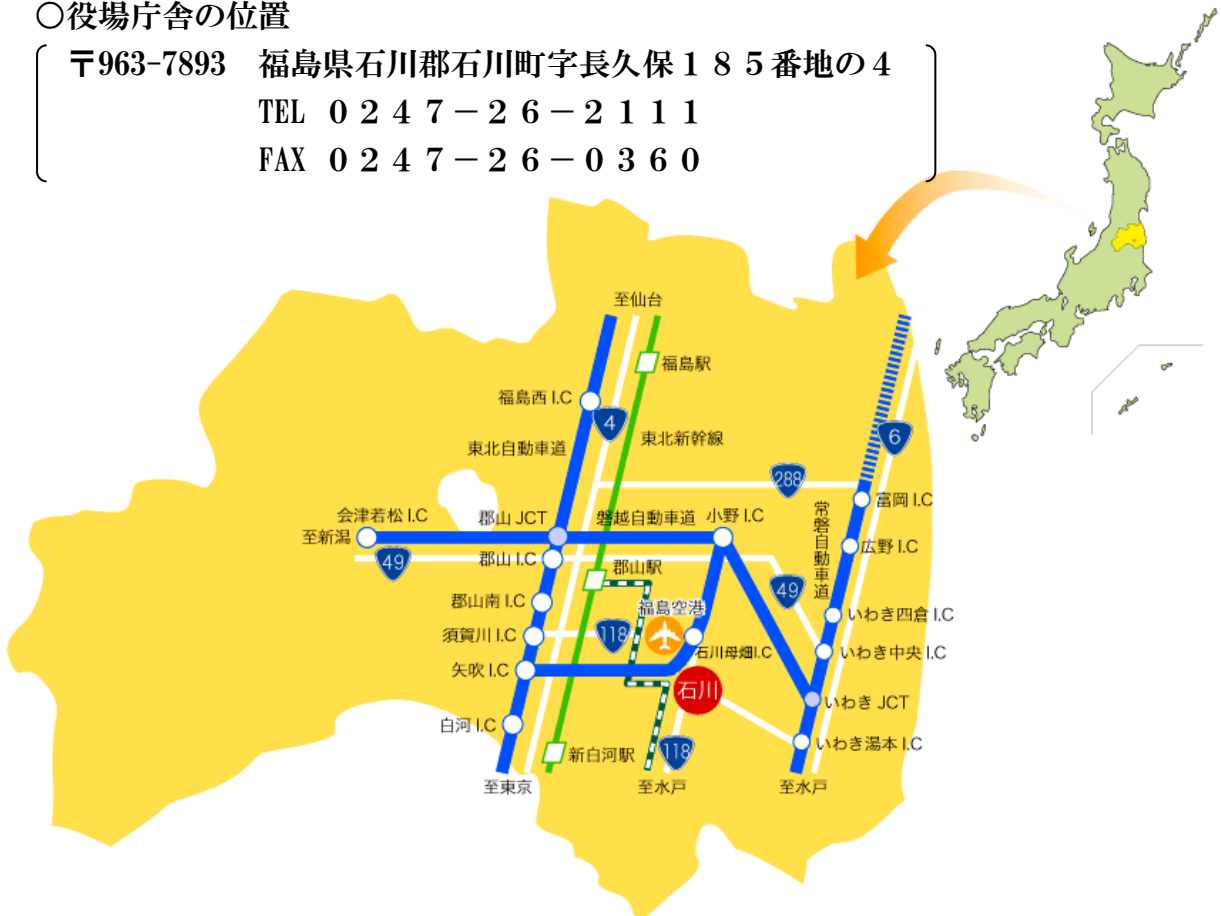 ○役場庁舎の位置
〒963-7893　福島県石川郡石川町字長久保１８５番地の４
TEL　０２４７－２６－２１１１
FAX　０２４７－２６－０３６０
至仙台
福島駅
福島西 I.C
4
東北新幹線
東北自動車道
6
288
富岡 I.C
会津若松 I.C
郡山 JCT
磐越自動車道
小野 I.C
常磐自動車道
至新潟
広野 I.C
49
郡山 I.C
郡山駅
49
郡山南 I.C
福島空港
いわき四倉 I.C
須賀川 I.C
118
石川母畑I.C
いわき中央 I.C
矢吹 I.C
石川
いわき JCT
白河 I.C
新白河駅
118
いわき湯本 I.C
至東京
至水戸
至水戸